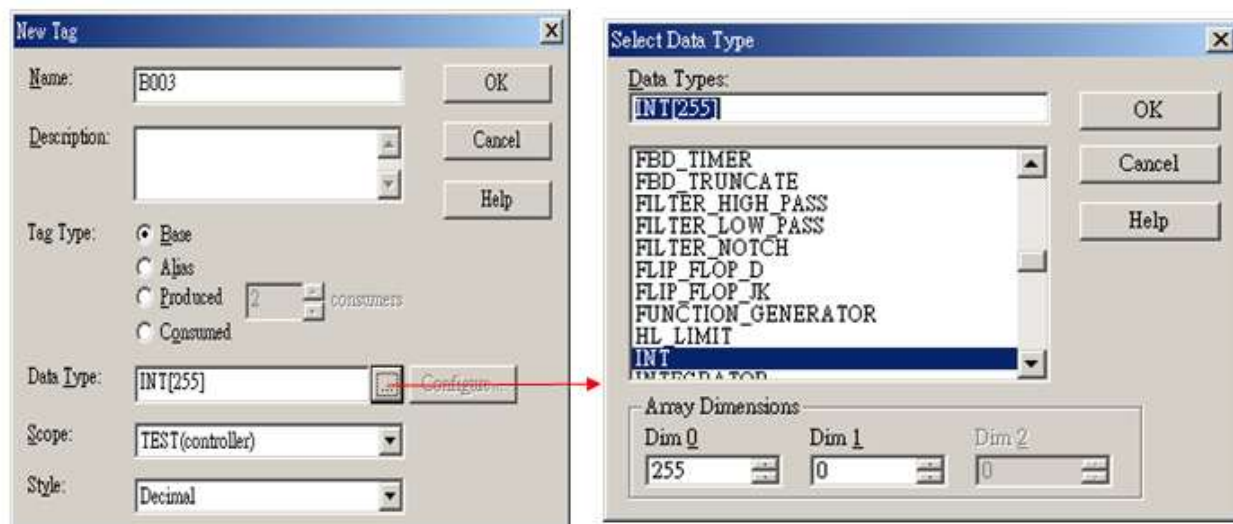 New Tag
Name: B003 OK
Description: Cancel
Help
Tag Type: Base
Alias
Produced 2 consumers
Consumed
Data Type: INT[255] ... Configure...
Scope: TEST(controller)
Style: Decimal
Select Data Type
Data Types:
INT[255] OK
FBD_TIMER
FBD_TRUNCATE Cancel
FILTER_HIGH_PASS
FILTER_LOW_PASS Help
FILTER_NOTCH
FLIP_FLOP_D
FLIP_FLOP_JK
FUNCTION_GENERATOR
HL_LIMIT
INT
INTEGRATOR
Array Dimensions
Dim 0 Dim 1 Dim 2
255 0 0